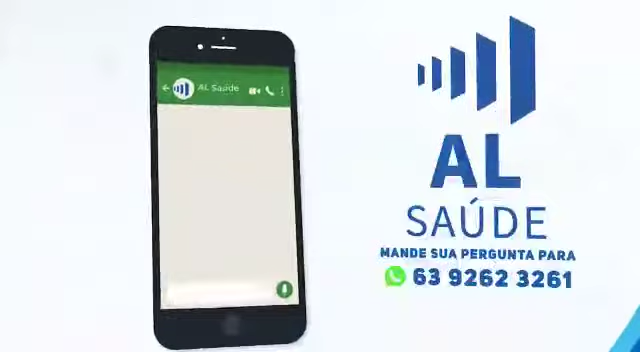 AL Saúde
AL
SAÚDE
MANDE SUA PERGUNTA PARA
63 9262 3261